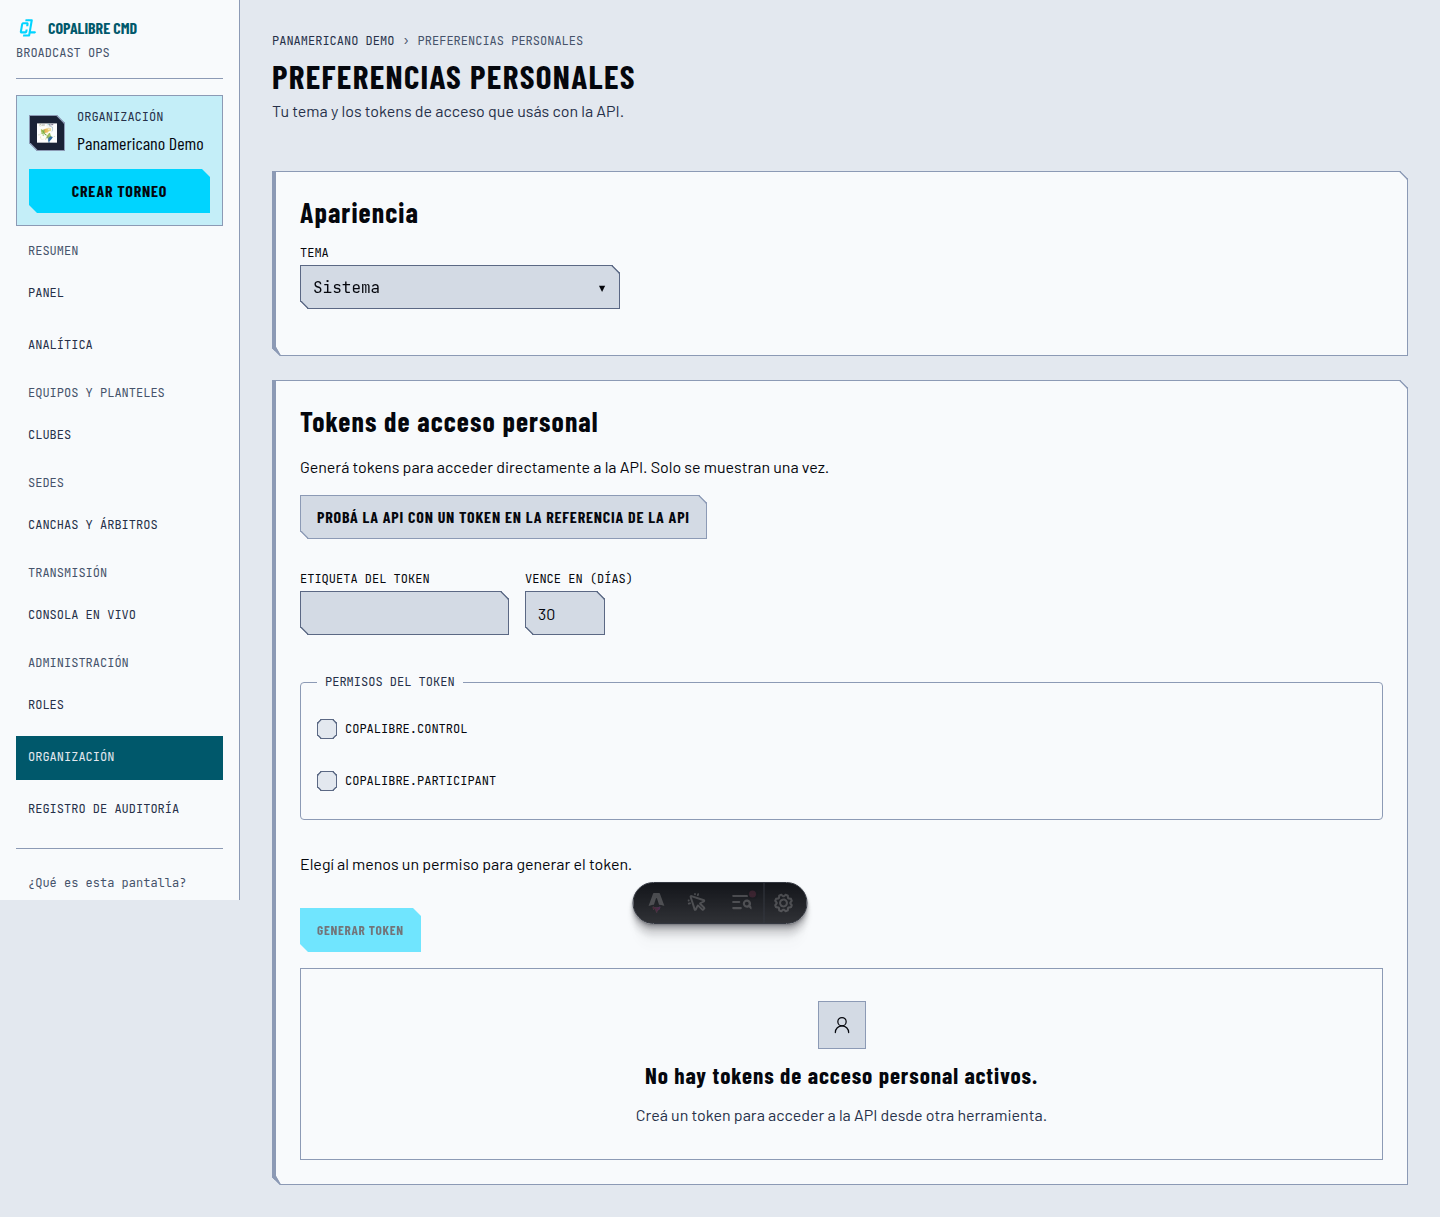 COPALIBRE CMD
BROADCAST OPS
ORGANIZACIÓN
Panamericano Demo
CREAR TORNEO
RESUMEN
PANEL
ANALÍTICA
EQUIPOS Y PLANTELES
CLUBES
SEDES
CANCHAS Y ÁRBITROS
TRANSMISIÓN
CONSOLA EN VIVO
ADMINISTRACIÓN
ROLES
ORGANIZACIÓN
REGISTRO DE AUDITORÍA
¿Qué es esta pantalla?
PANAMERICANO DEMO › PREFERENCIAS PERSONALES
PREFERENCIAS PERSONALES
Tu tema y los tokens de acceso que usás con la API.
Apariencia
TEMA
Sistema
Tokens de acceso personal
Generá tokens para acceder directamente a la API. Solo se muestran una vez.
PROBÁ LA API CON UN TOKEN EN LA REFERENCIA DE LA API
ETIQUETA DEL TOKEN
VENCE EN (DÍAS)
30
PERMISOS DEL TOKEN
COPALIBRE.CONTROL
COPALIBRE.PARTICIPANT
Elegí al menos un permiso para generar el token.
GENERAR TOKEN
No hay tokens de acceso personal activos.
Creá un token para acceder a la API desde otra herramienta.